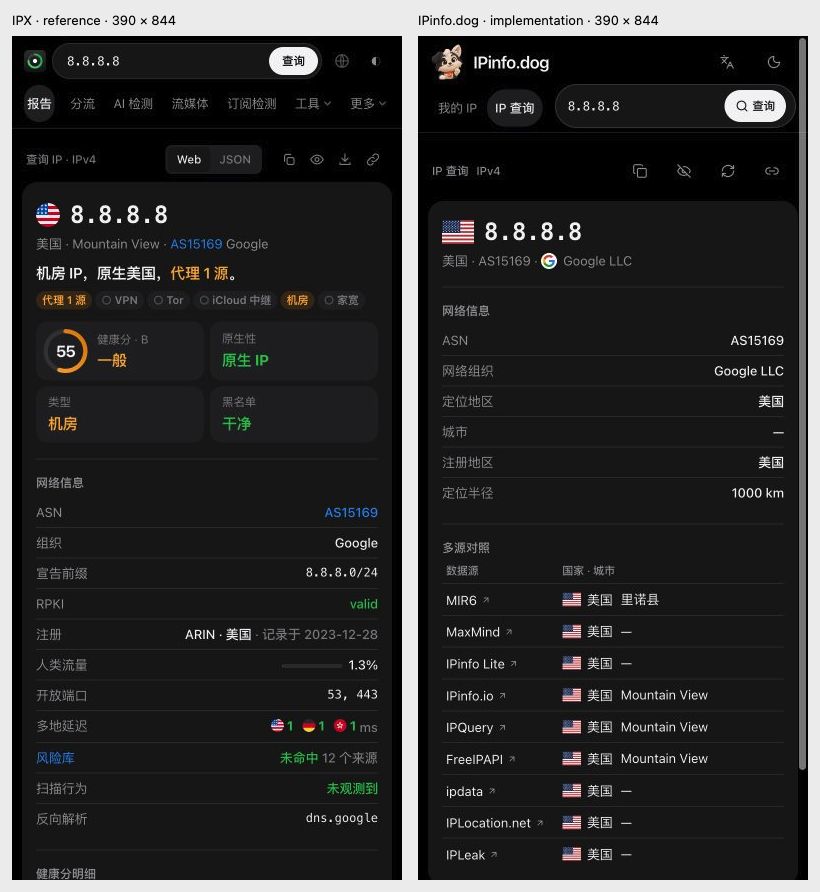 IPX · reference · 390 × 844
8.8.8.8
查询
报告 分流 AI 检测 流媒体 订阅检测 工具 更多
查询 IP · IPv4
Web JSON
8.8.8.8
美国 · Mountain View · AS15169 Google
机房 IP，原生美国，代理 1 源。
代理 1 源 VPN Tor iCloud 中继 机房 家宽
55
健康分 · B
一般
原生性
原生 IP
类型
机房
黑名单
干净
网络信息
ASN AS15169
组织 Google
宣告前缀 8.8.8.0/24
RPKI valid
注册 ARIN · 美国 · 记录于 2023-12-28
人类流量 1.3%
开放端口 53, 443
多地延迟 1 1 1 ms
风险库 未命中 12 个来源
扫描行为 未观测到
反向解析 dns.google
健康分明细
IPinfo.dog · implementation · 390 × 844
IPinfo.dog
我的 IP IP 查询 8.8.8.8 查询
IP 查询 IPv4
8.8.8.8
美国 · AS15169 · Google LLC
网络信息
ASN AS15169
网络组织 Google LLC
定位地区 美国
城市 —
注册地区 美国
定位半径 1000 km
多源对照
数据源 国家 · 城市
MIR6 ↗ 美国 里诺县
MaxMind ↗ 美国 —
IPinfo Lite ↗ 美国 —
IPinfo.io ↗ 美国 Mountain View
IPQuery ↗ 美国 Mountain View
FreeIPAPI ↗ 美国 Mountain View
ipdata ↗ 美国 —
IPLocation.net ↗ 美国 —
IPLeak ↗ 美国 —